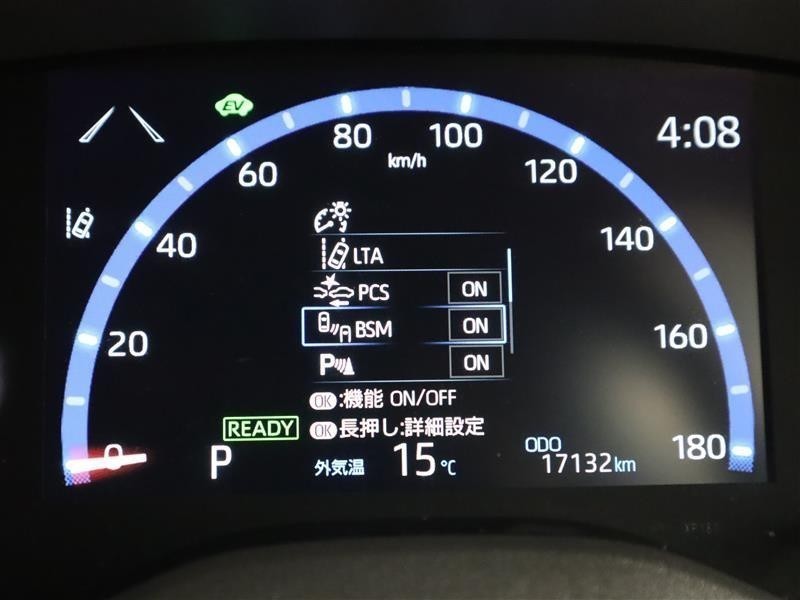 EV
4:08
80
100
km/h
60
120
40
140
LTA
PCS ON
20
BSM ON
160
P ON
OK:機能 ON/OFF
READY
OK長押し:詳細設定
0
P
外気温 15℃
ODO
17132km
180